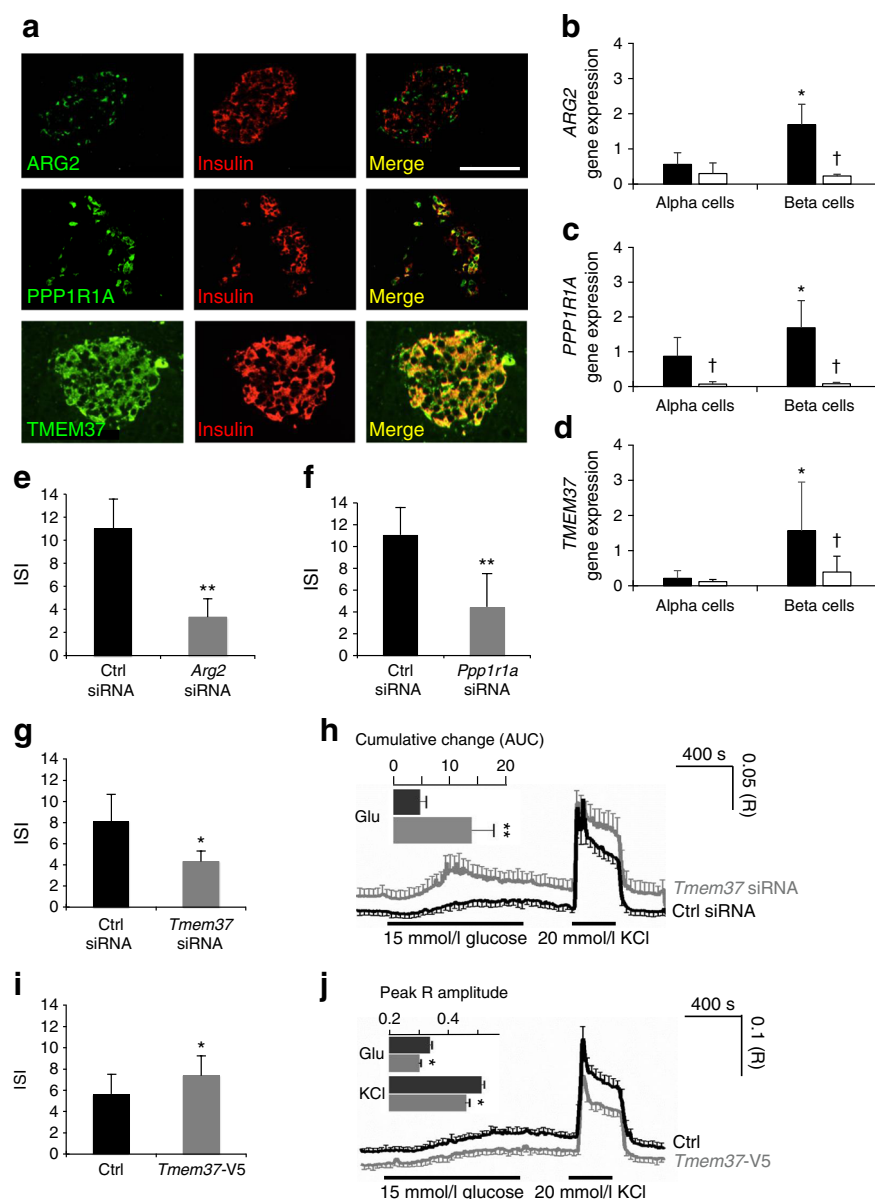 a
ARG2
Insulin
Merge
PPP1R1A
Insulin
Merge
TMEM37
Insulin
Merge
b
ARG2
gene expression
4
3
2
1
0
*
†
Alpha cells
Beta cells
c
PPP1R1A
gene expression
4
3
2
1
0
†
*
†
Alpha cells
Beta cells
d
TMEM37
gene expression
4
3
2
1
0
*
†
Alpha cells
Beta cells
e
ISI
14
12
10
8
6
4
2
0
**
Ctrl
siRNA
Arg2
siRNA
f
14
12
10
8
6
4
2
0
**
Ctrl
siRNA
Ppp1r1a
siRNA
g
ISI
14
12
10
8
6
4
2
0
*
Ctrl
siRNA
Tmem37
siRNA
h
Cumulative change (AUC)
0 10 20
Glu
**
400 s
0.05 (R)
Tmem37 siRNA
Ctrl siRNA
15 mmol/l glucose
20 mmol/l KCl
i
ISI
14
12
10
8
6
4
2
0
*
Ctrl
Tmem37-V5
j
Peak R amplitude
0.2 0.4
Glu
*
KCl
*
400 s
0.1 (R)
Ctrl
Tmem37-V5
15 mmol/l glucose
20 mmol/l KCl